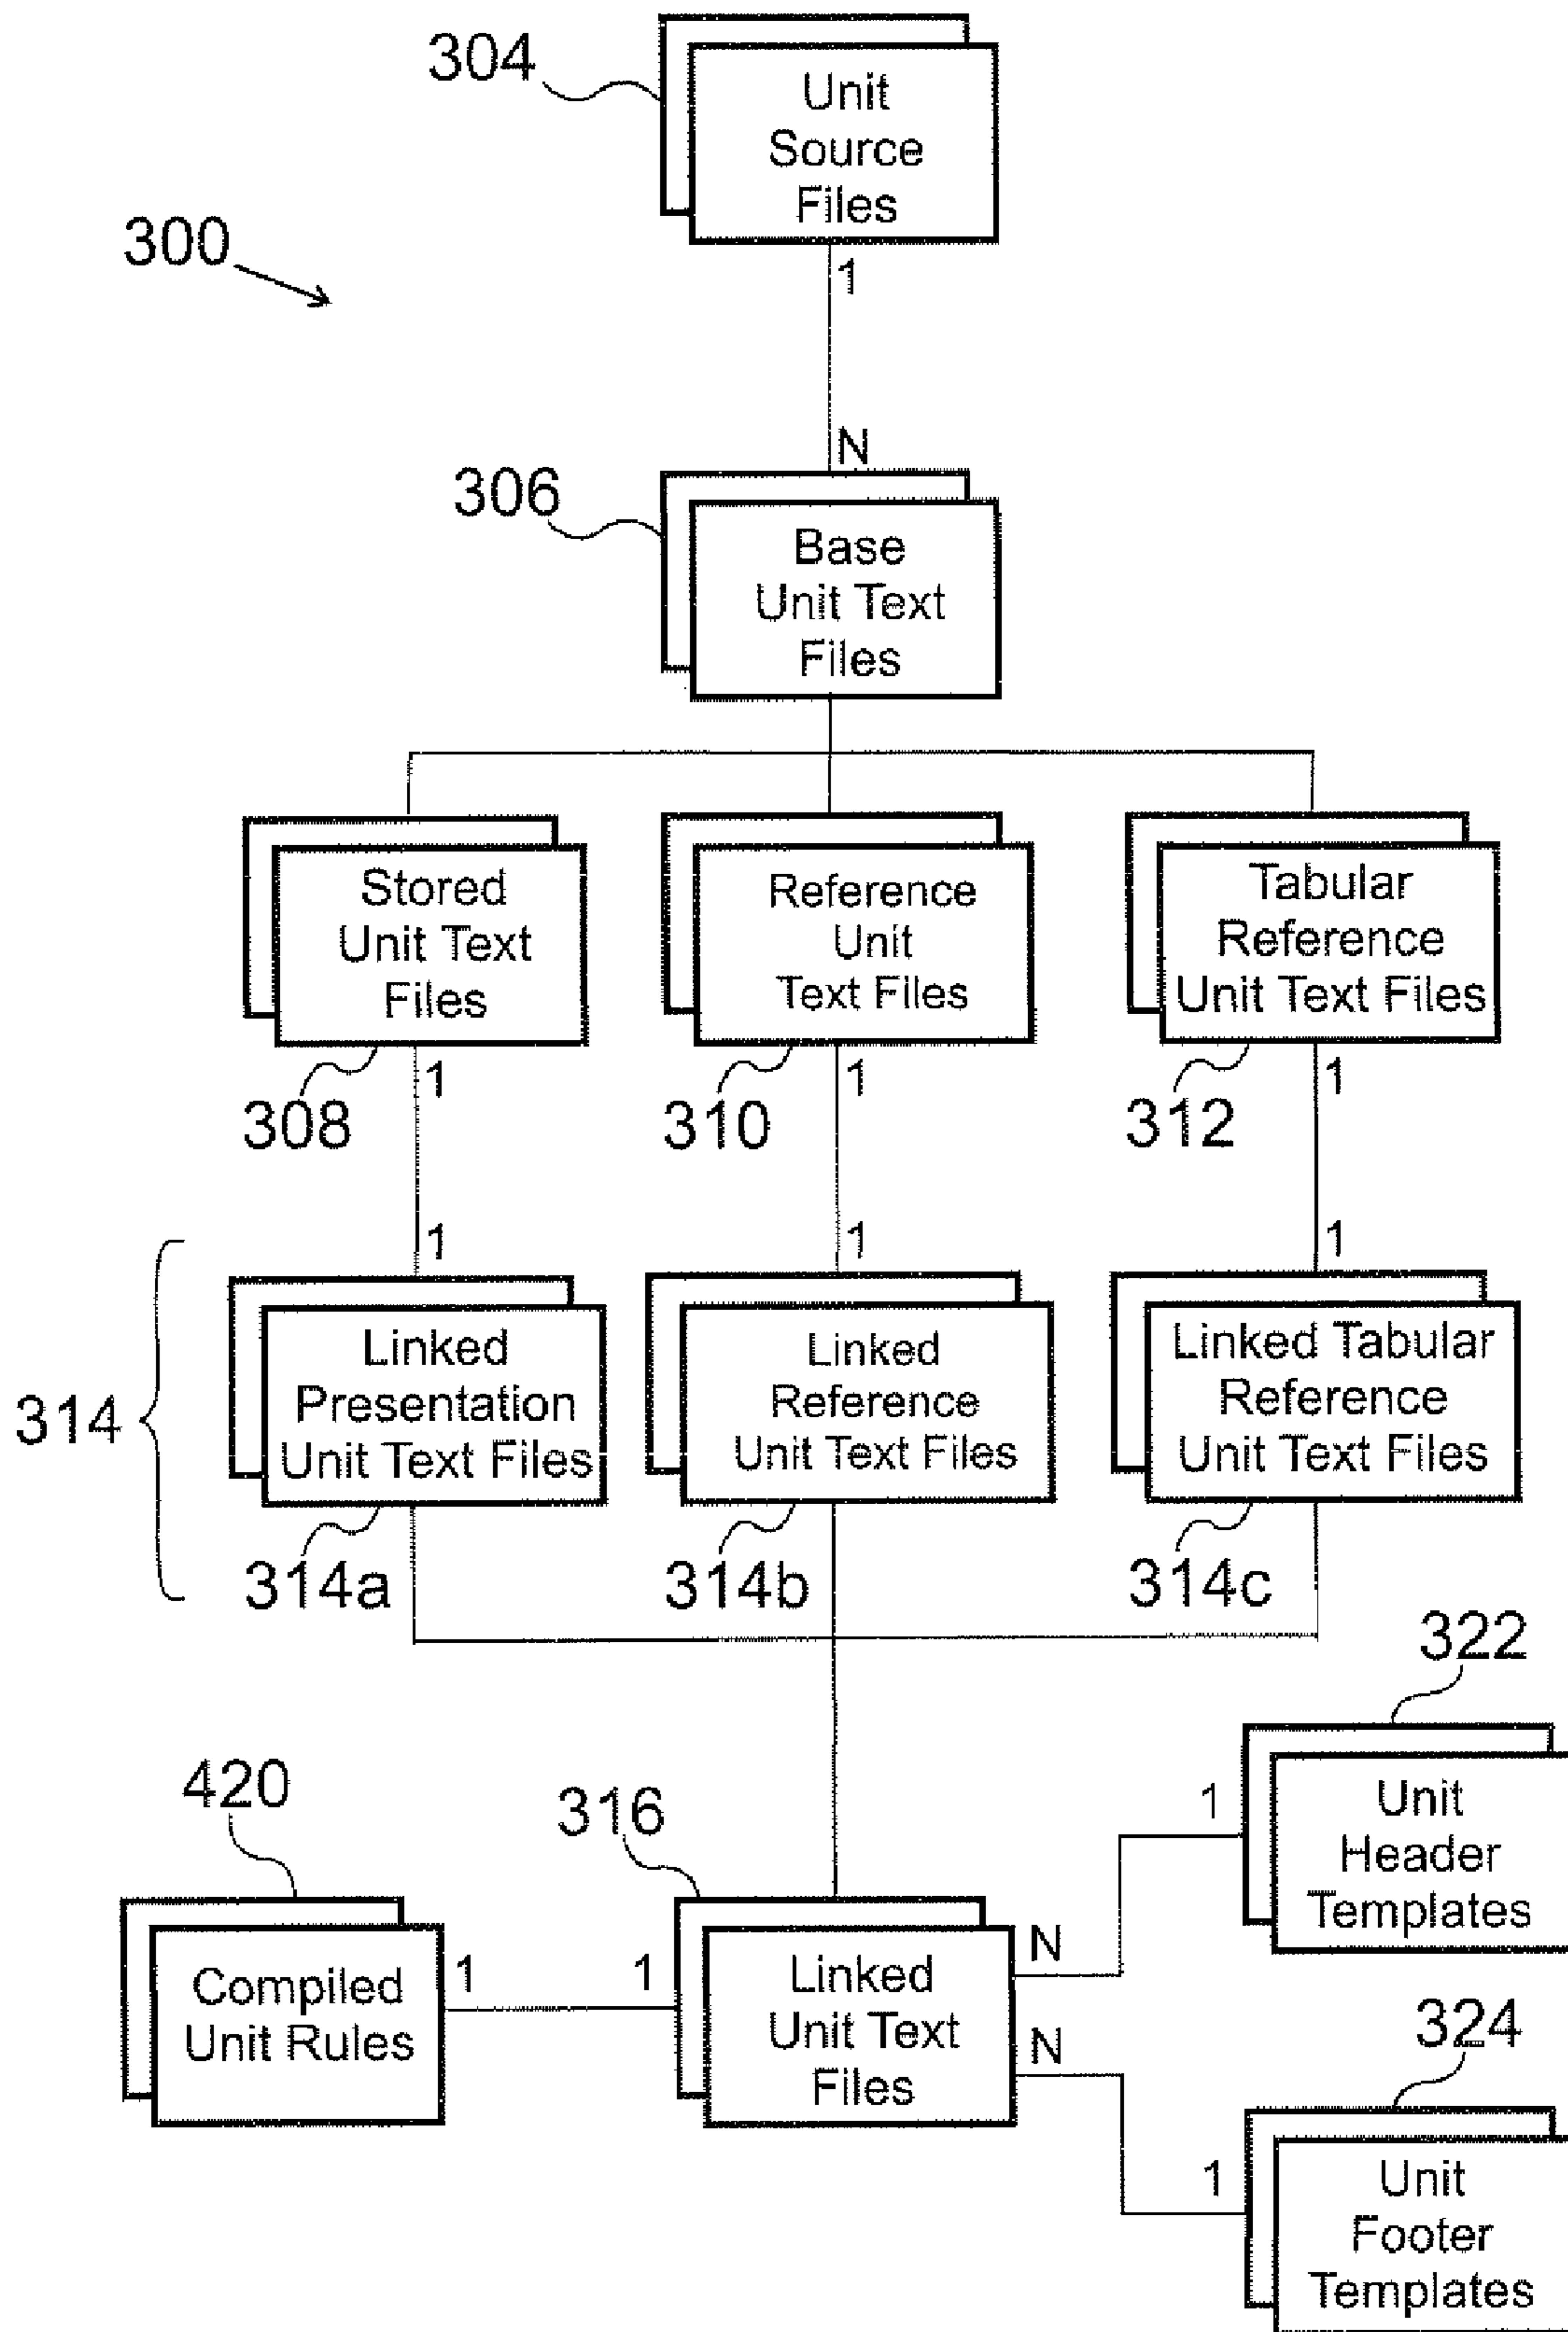 304
Unit
Source
Files
300
1
N
306
Base
Unit Text
Files
Stored
Unit Text
Files
Reference
Unit
Text Files
Tabular
Reference
Unit Text Files
1
1
1
308
310
312
1
1
1
314
Linked
Presentation
Unit Text Files
Linked
Reference
Unit Text Files
Linked Tabular
Reference
Unit Text Files
314a
314b
314c
322
420
316
1
Unit
Header
Templates
Compiled
Unit Rules
1
1
Linked
Unit Text
Files
N
N
324
1
Unit
Footer
Templates